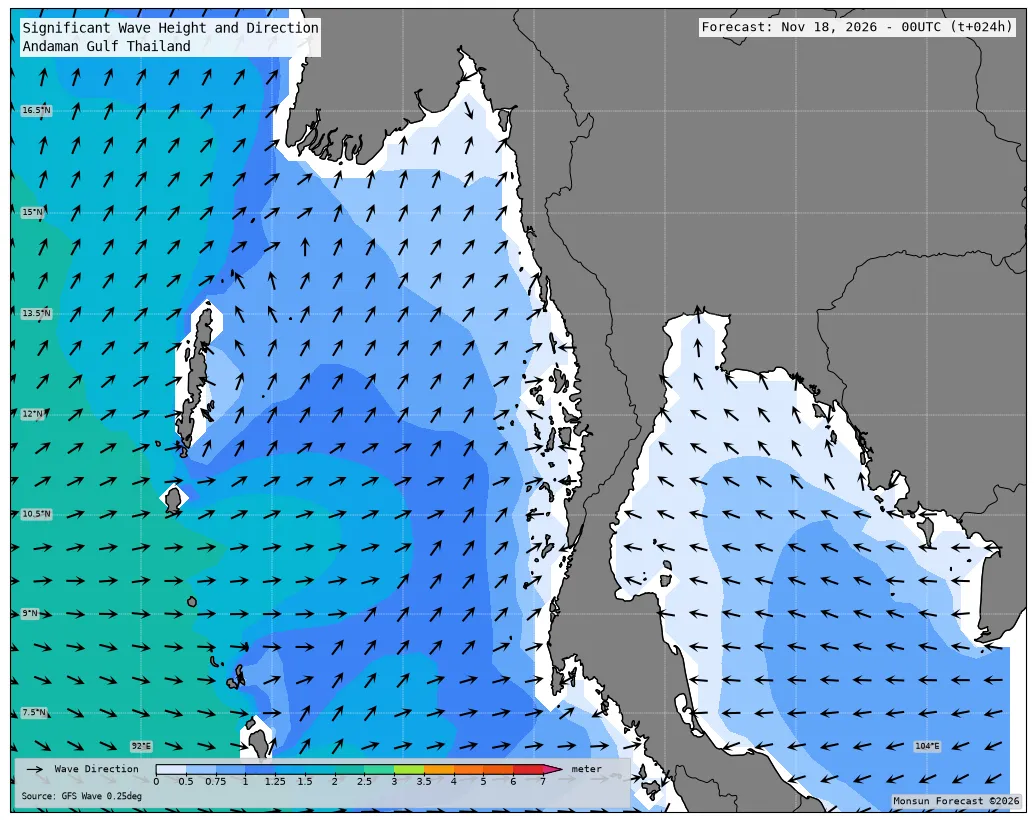 Significant Wave Height and Direction
Andaman Gulf Thailand
Forecast: Nov 18, 2026 - 00UTC (t+024h)
16.5°N
15°N
13.5°N
12°N
10.5°N
9°N
7.5°N
92°E
104°E
Wave Direction
0.5 0.75 1 1.25 1.5 2 2.5 3 3.5 4 5 6 7
meter
Source: GFS Wave 0.25deg
Monsun Forecast ©2026